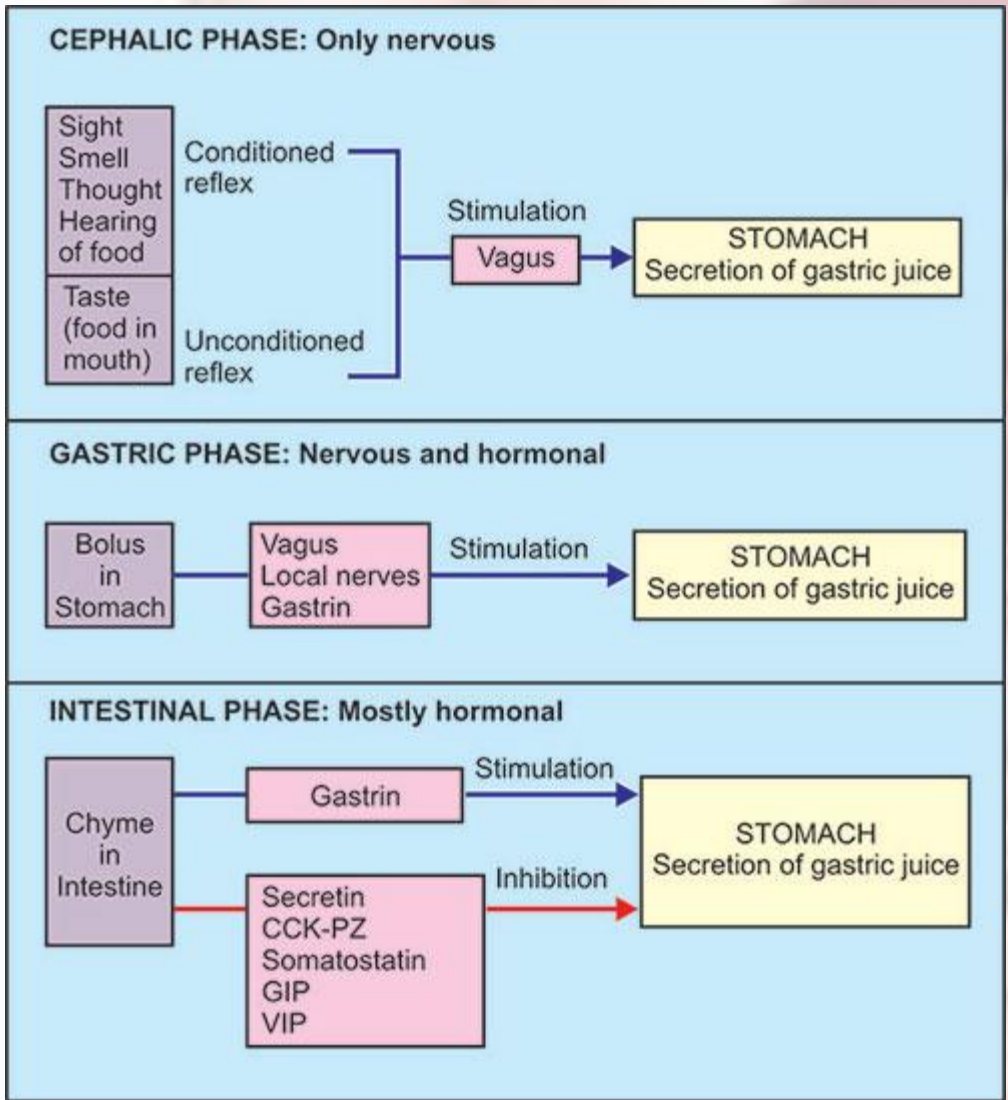 CEPHALIC PHASE: Only nervous
Sight
Smell
Thought
Hearing
of food
Taste
(food in
mouth)
Conditioned
reflex
Unconditioned
reflex
Stimulation
Vagus
STOMACH
Secretion of gastric juice
GASTRIC PHASE: Nervous and hormonal
Bolus
in
Stomach
Vagus
Local nerves
Gastrin
Stimulation
STOMACH
Secretion of gastric juice
INTESTINAL PHASE: Mostly hormonal
Chyme
in
Intestine
Gastrin
Stimulation
Secretin
CCK-PZ
Somatostatin
GIP
VIP
Inhibition
STOMACH
Secretion of gastric juice